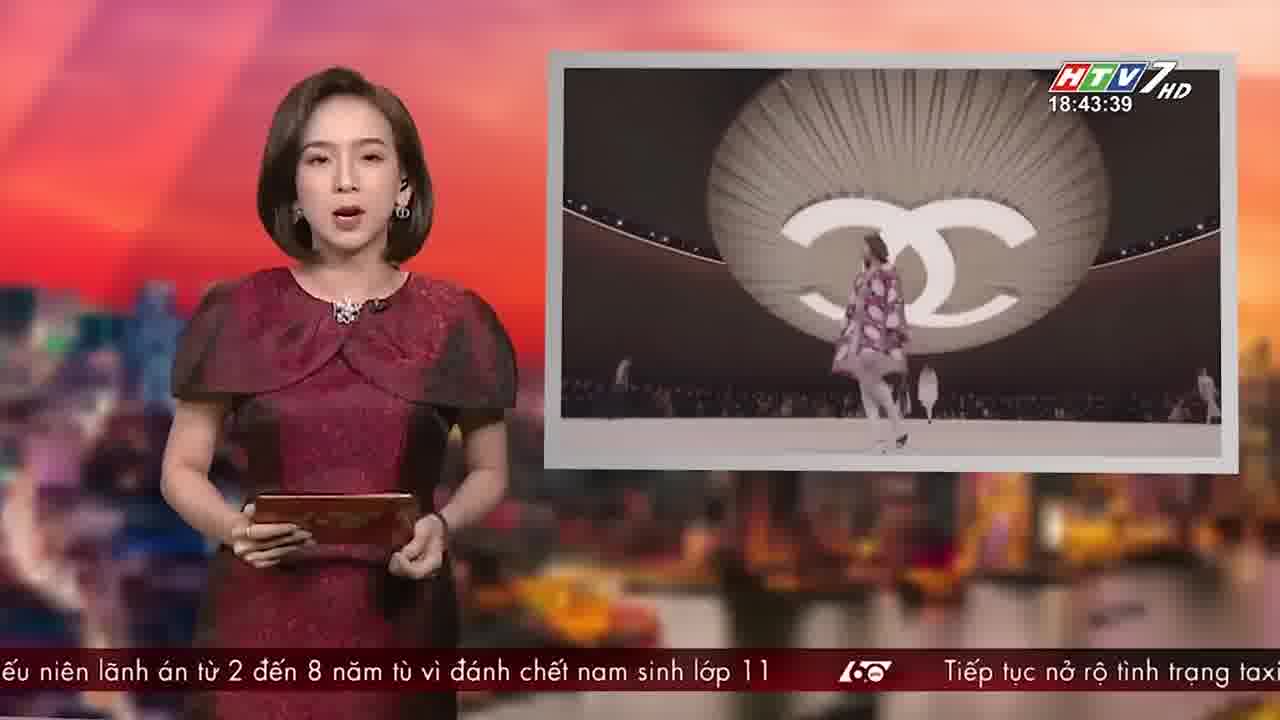 HTV7 HD
18:43:39
ếu niên lãnh án từ 2 đến 8 năm tù vì đánh chết nam sinh lớp 11
60
Tiếp tục nở rộ tình trạng taxi